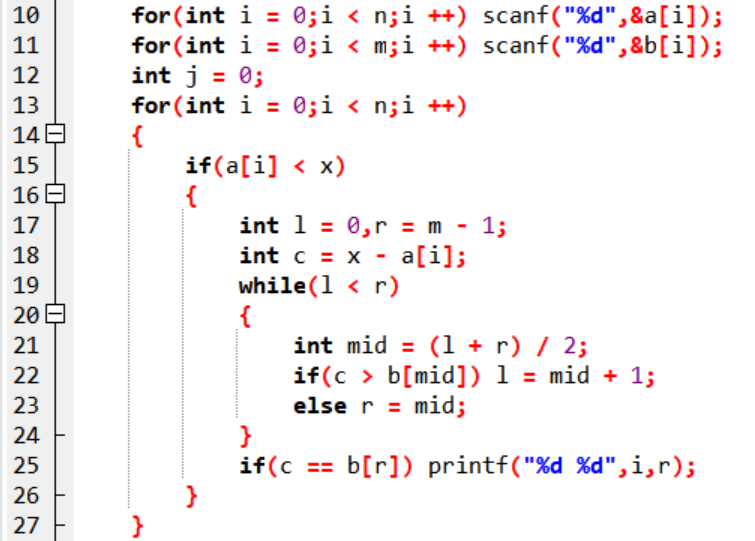 10 for(int i = 0;i < n;i ++) scanf("%d",&a[i]);
11 for(int i = 0;i < m;i ++) scanf("%d",&b[i]);
12 int j = 0;
13 for(int i = 0;i < n;i ++)
14 {
15 if(a[i] < x)
16 {
17 int l = 0,r = m - 1;
18 int c = x - a[i];
19 while(l < r)
20 {
21 int mid = (l + r) / 2;
22 if(c > b[mid]) l = mid + 1;
23 else r = mid;
24 }
25 if(c == b[r]) printf("%d %d",i,r);
26 }
27 }